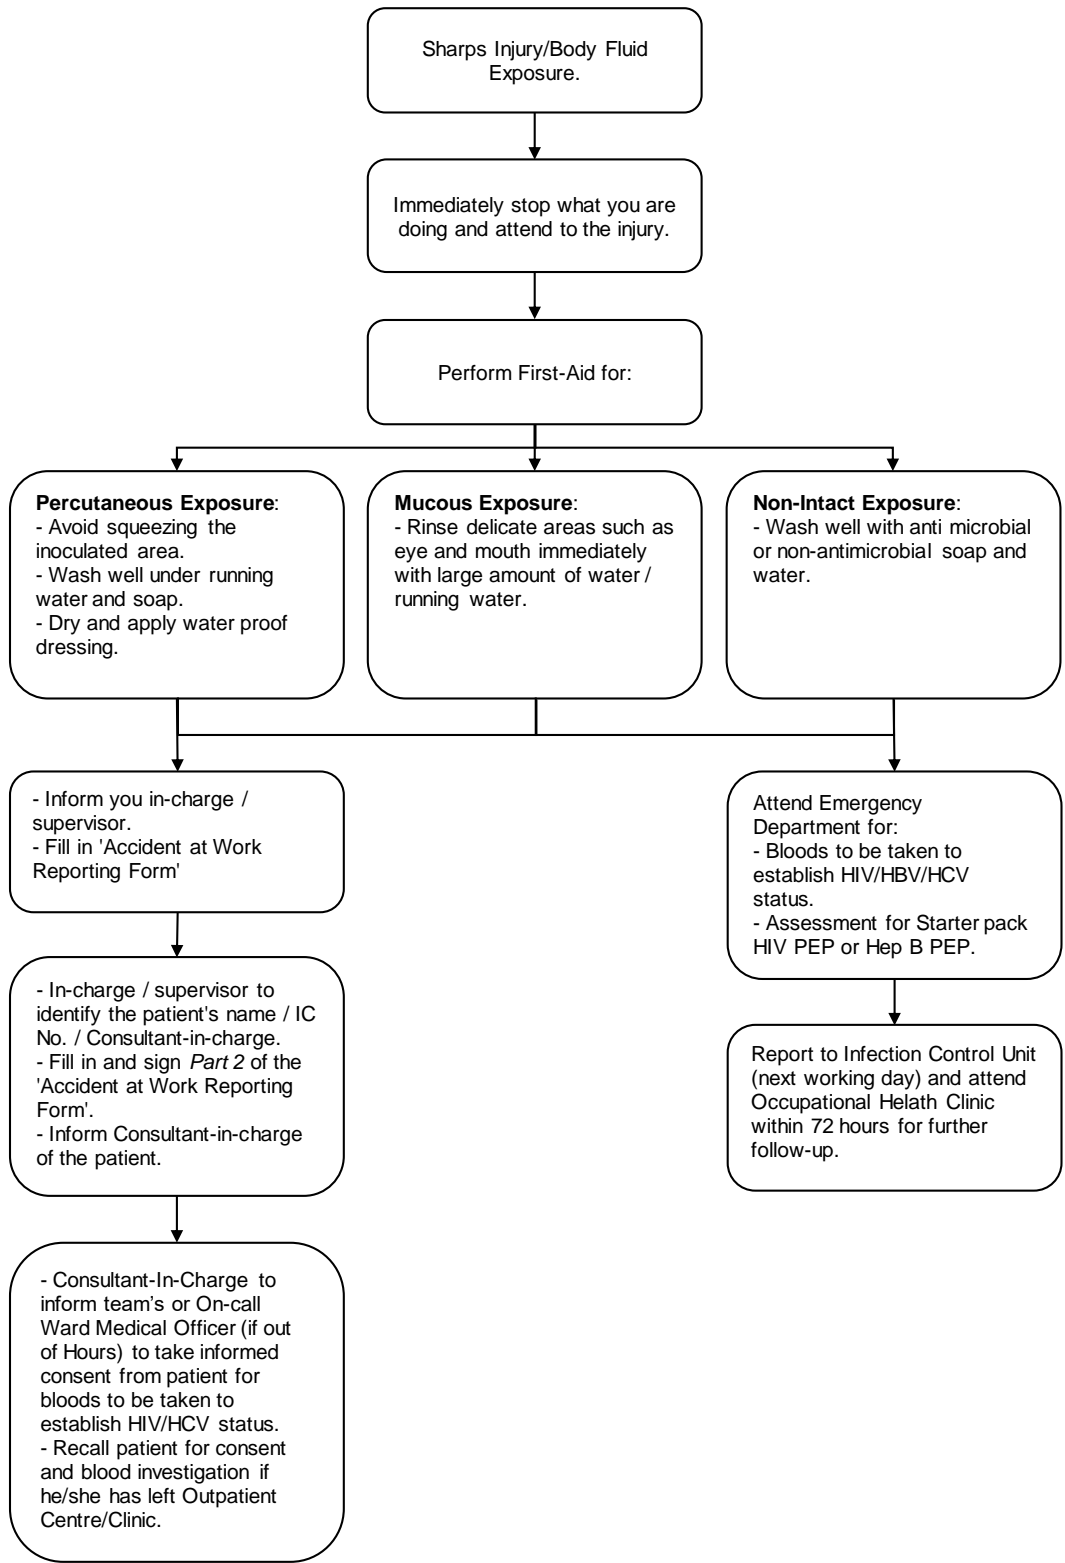 Sharps Injury/Body Fluid
Exposure.
Immediately stop what you are
doing and attend to the injury.
Perform First-Aid for:
Percutaneous Exposure:
- Avoid squeezing the
inoculated area.
- Wash well under running
water and soap.
- Dry and apply water proof
dressing.
Mucous Exposure:
- Rinse delicate areas such as
eye and mouth immediately
with large amount of water /
running water.
Non-Intact Exposure:
- Wash well with anti microbial
or non-antimicrobial soap and
water.
- Inform you in-charge /
supervisor.
- Fill in 'Accident at Work
Reporting Form'
Attend Emergency
Department for:
- Bloods to be taken to
establish HIV/HBV/HCV
status.
- Assessment for Starter pack
HIV PEP or Hep B PEP.
- In-charge / supervisor to
identify the patient's name / IC
No. / Consultant-in-charge.
- Fill in and sign Part 2 of the
'Accident at Work Reporting
Form'.
- Inform Consultant-in-charge
of the patient.
Report to Infection Control Unit
(next working day) and attend
Occupational Helath Clinic
within 72 hours for further
follow-up.
- Consultant-In-Charge to
inform team's or On-call
Ward Medical Officer (if out
of Hours) to take informed
consent from patient for
bloods to be taken to
establish HIV/HCV status.
- Recall patient for consent
and blood investigation if
he/she has left Outpatient
Centre/Clinic.